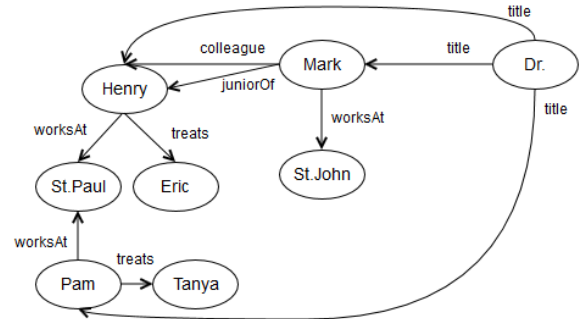 title
colleague
title
Mark
Dr.
Henry
juniorOf
title
worksAt
treats
worksAt
St.Paul
Eric
St.John
worksAt
treats
Pam
Tanya